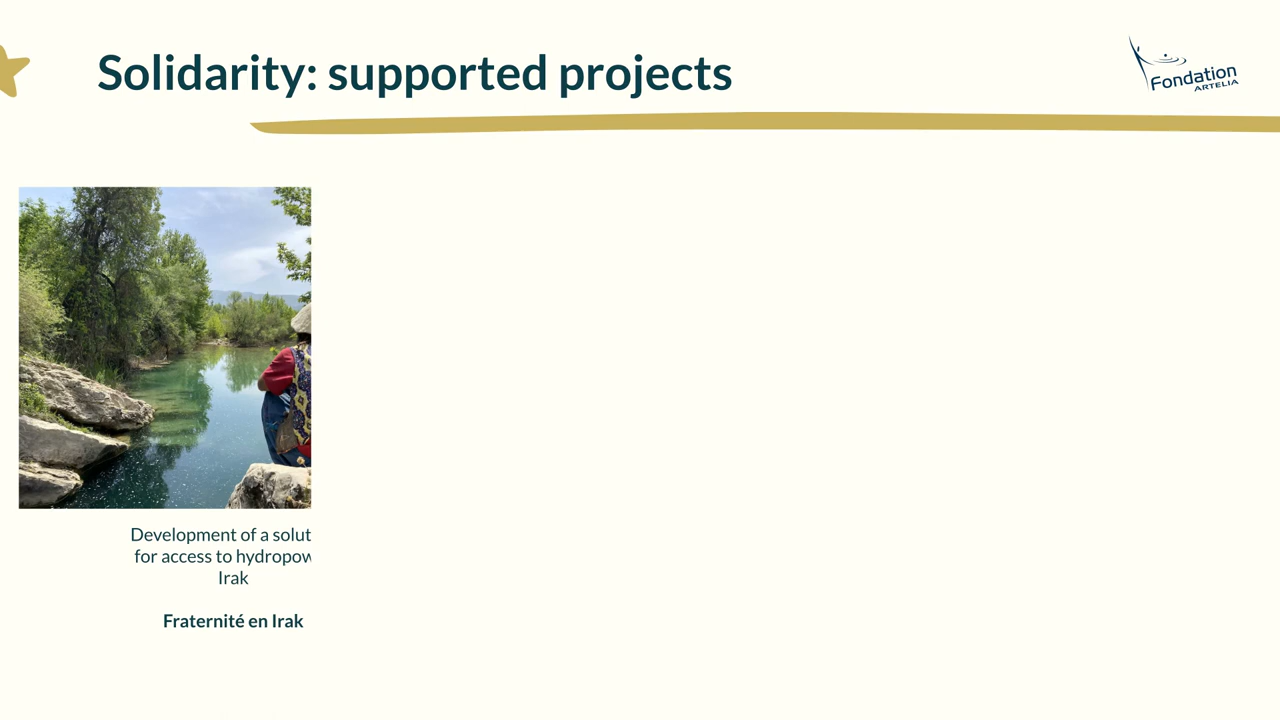 Solidarity: supported projects
Fondation
ARTELIA
Development of a solut
for access to hydropow
Irak
Fraternité en Irak